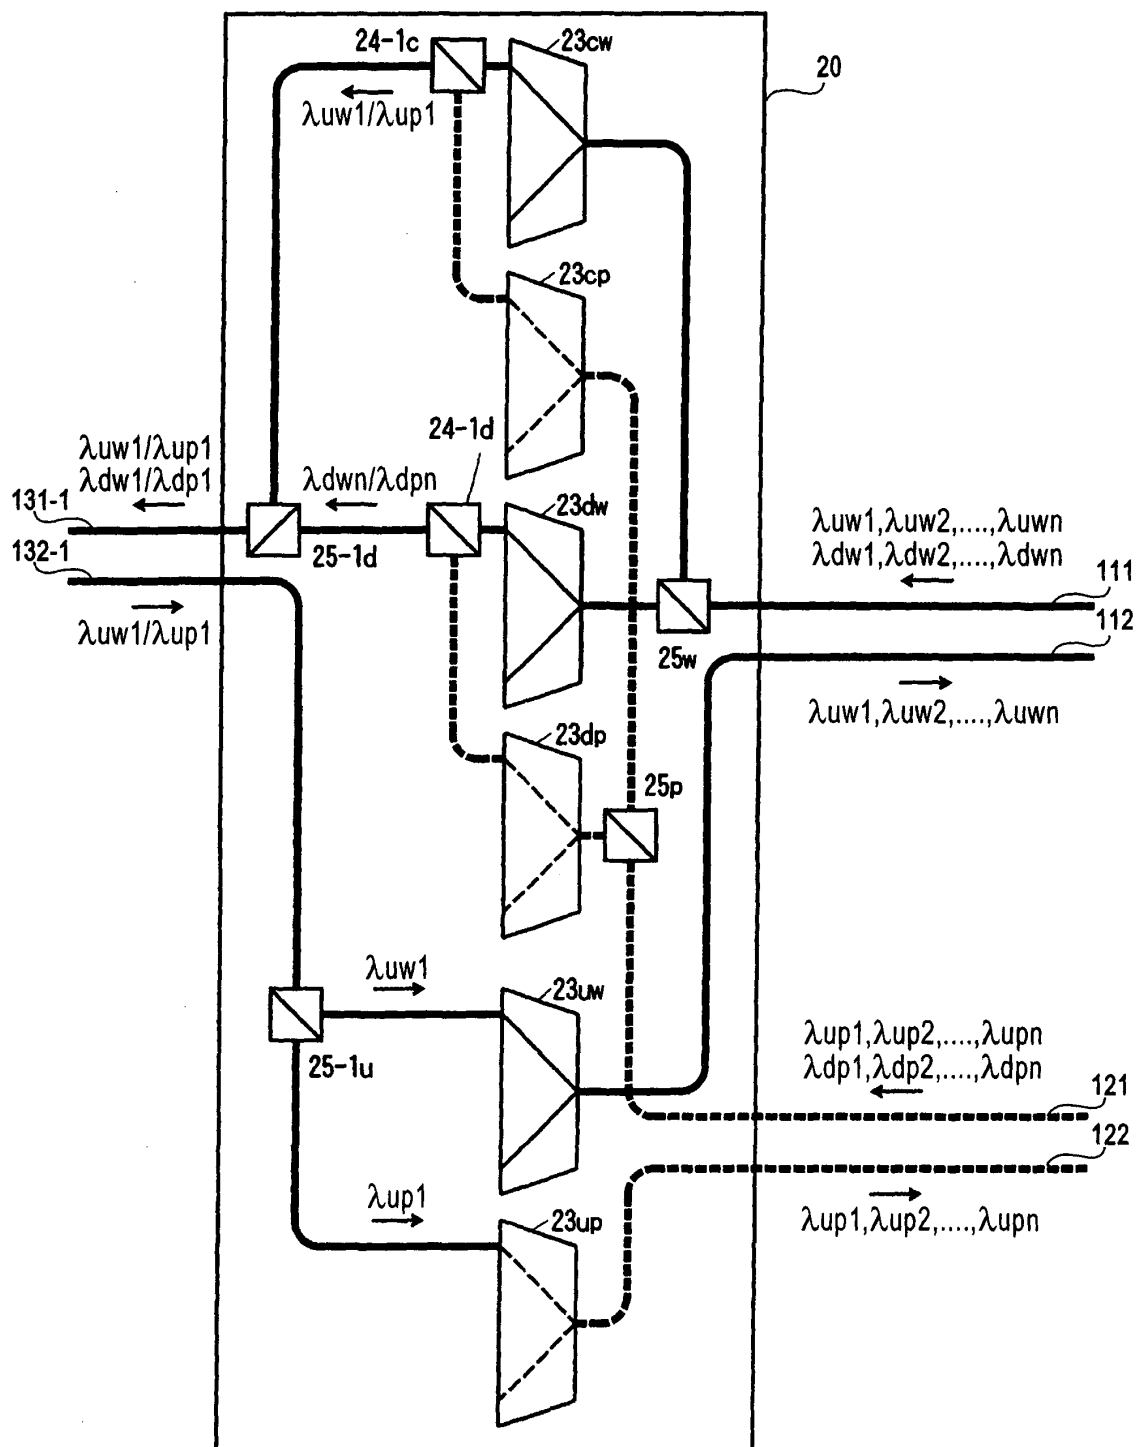 24-1c
23cw
20
λuw1/λup1
23cp
24-1d
λuw1/λup1
λdw1/λdp1
λdwn/λdpn
131-1
23dw
λuw1,λuw2,....,λuwn
λdw1,λdw2,....,λdwn
132-1
25-1d
111
λuw1/λup1
112
25w
λuw1,λuw2,....,λuwn
23dp
25p
λuw1
23uw
λup1,λup2,....,λupn
λdp1,λdp2,....,λdpn
25-1u
121
122
λup1
23up
λup1,λup2,....,λupn